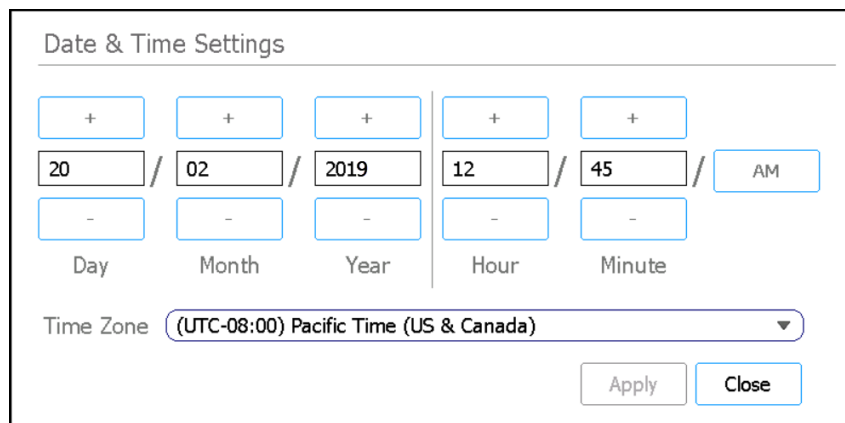 Date & Time Settings
+ + + + +
20 / 02 / 2019 12 / 45 / AM
- - - - -
Day Month Year Hour Minute
Time Zone (UTC-08:00) Pacific Time (US & Canada)
Apply Close